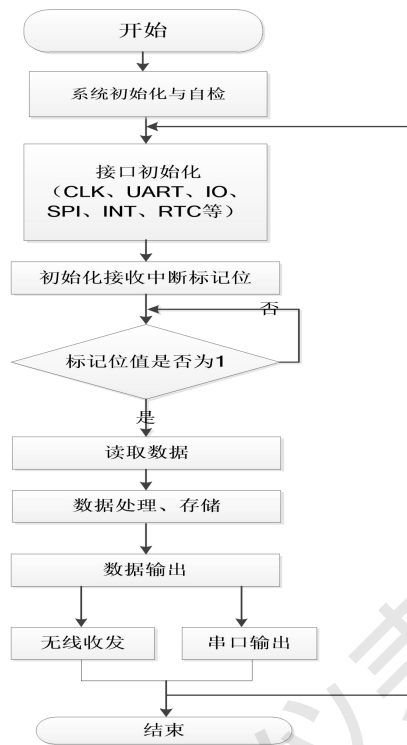 开始
系统初始化与自检
接口初始化
（CLK、UART、IO、
SPI、INT、RTC等）
初始化接收中断标记位
否
标记位值是否为1
是
读取数据
数据处理、存储
数据输出
无线收发
串口输出
结束
仪表